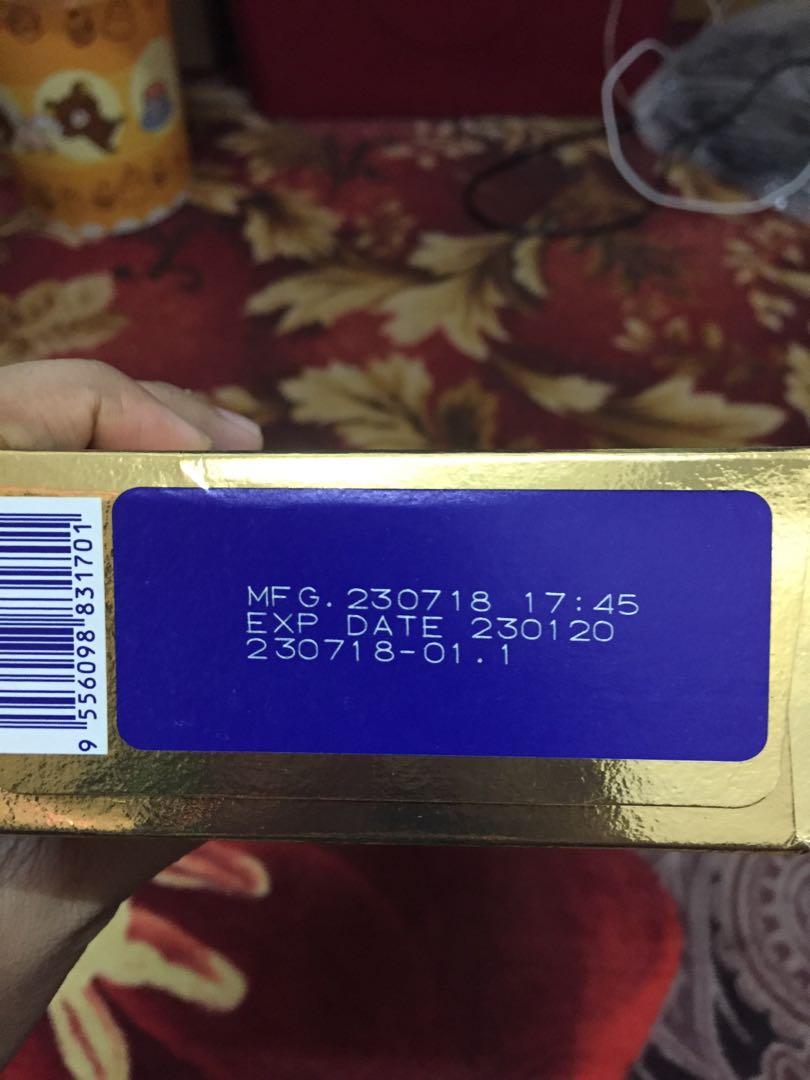 MFG. 230718 17:45
EXP DATE 230120
230718-01.1
9 556098 831701